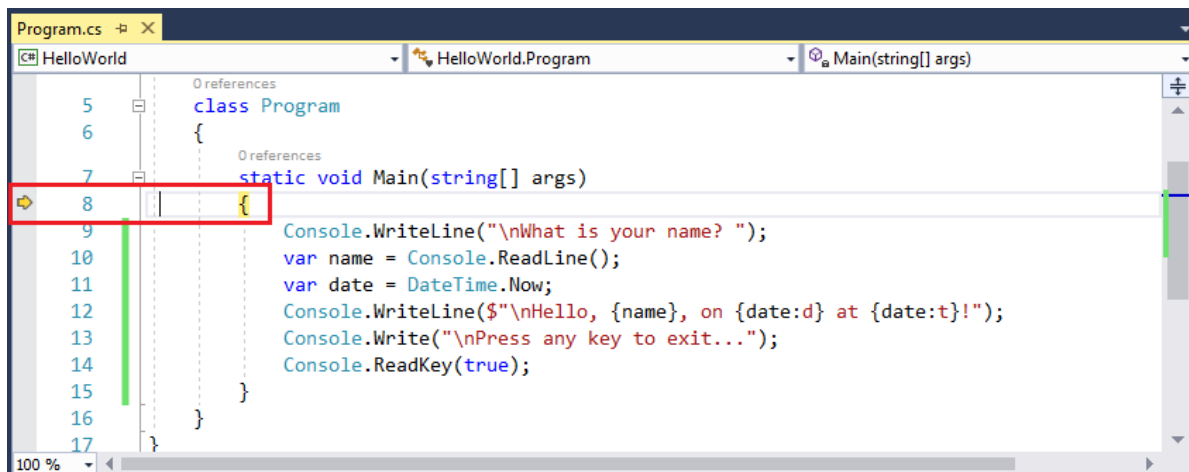 Program.cs
C# HelloWorld HelloWorld.Program Main(string[] args)
0 references
5 class Program
6 {
0 references
7 static void Main(string[] args)
8 {
9 Console.WriteLine("\nWhat is your name? ");
10 var name = Console.ReadLine();
11 var date = DateTime.Now;
12 Console.WriteLine($"\nHello, {name}, on {date:d} at {date:t}!");
13 Console.Write("\nPress any key to exit...");
14 Console.ReadKey(true);
15 }
16 }
17 }
100 %